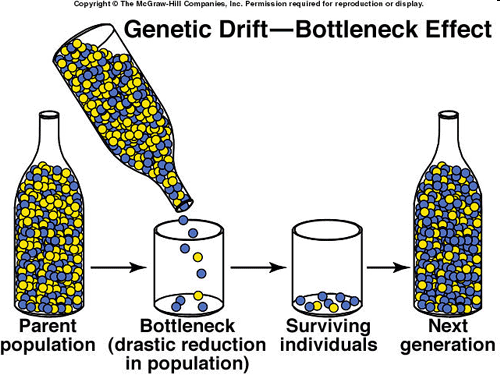 Copyright © The McGraw-Hill Companies, Inc. Permission required for reproduction or display.
Genetic Drift—Bottleneck Effect
Parent
population
Bottleneck
(drastic reduction
in population)
Surviving
individuals
Next
generation